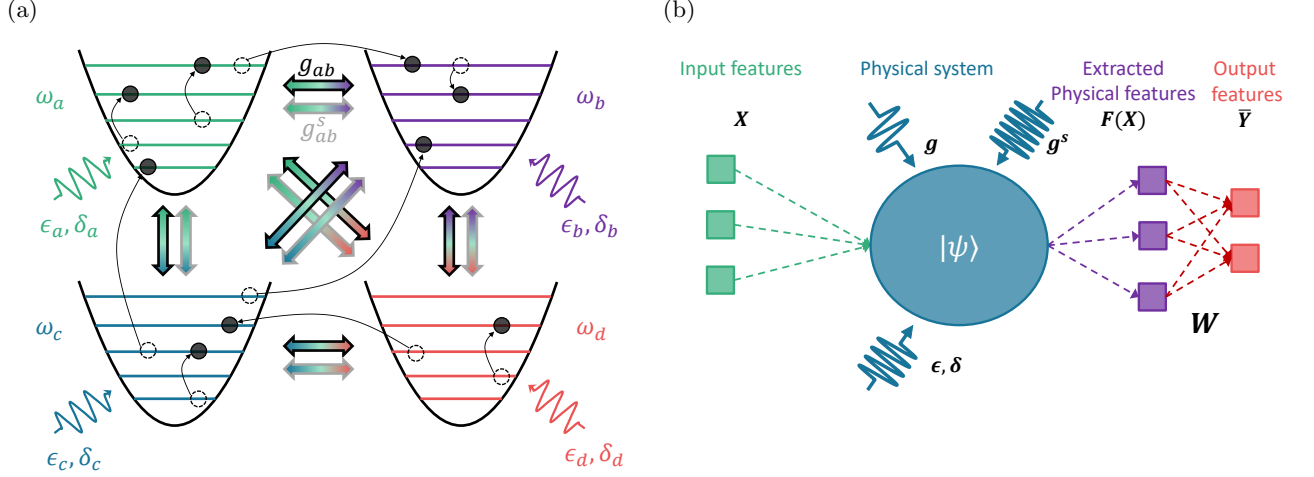 (a)
ω_a
g_ab
g^s_ab
ω_b
ϵ_a, δ_a
ϵ_b, δ_b
ω_c
ω_d
ϵ_c, δ_c
ϵ_d, δ_d
(b)
Input features
X
Physical system
g
g^s
|ψ⟩
ϵ, δ
Extracted
Physical features
F(X)
Output
features
Ȳ
W